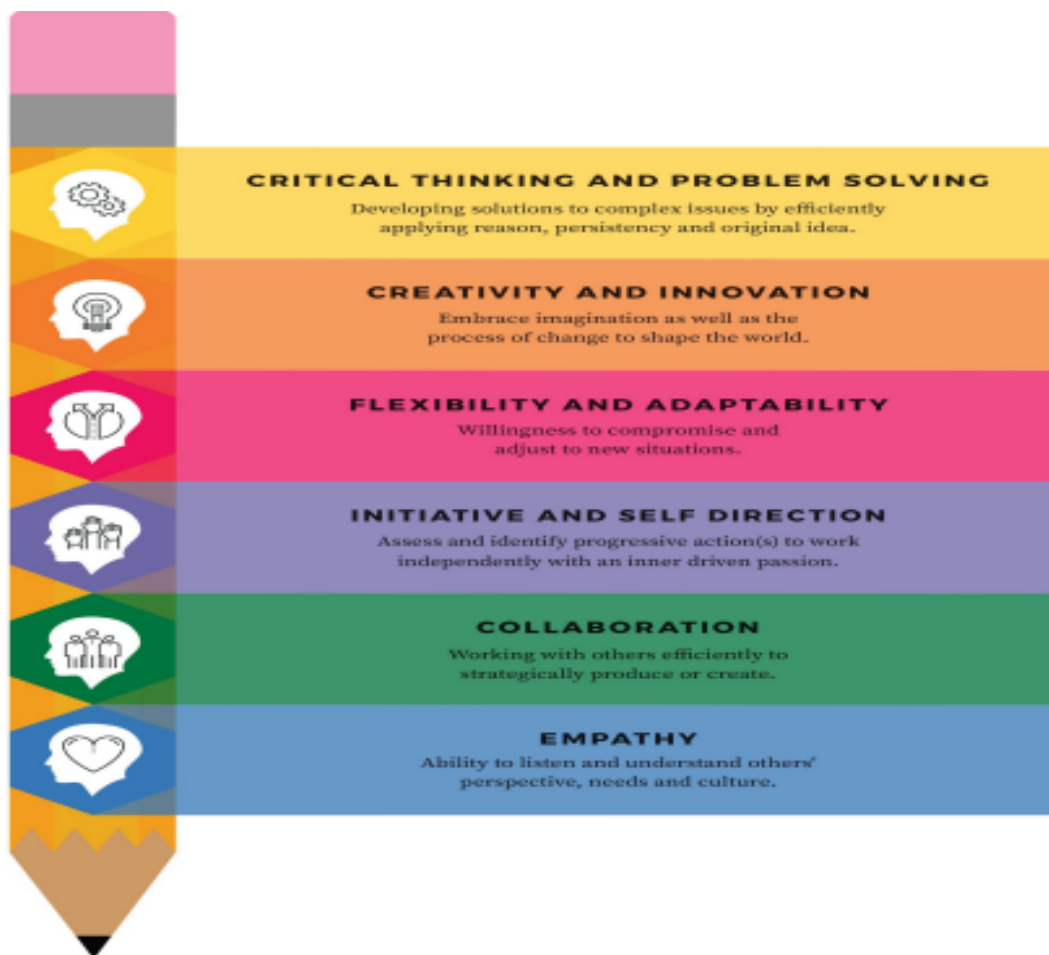 CRITICAL THINKING AND PROBLEM SOLVING
Developing solutions to complex issues by efficiently
applying reason, persistency and original idea.
CREATIVITY AND INNOVATION
Embrace imagination as well as the
process of change to shape the world.
FLEXIBILITY AND ADAPTABILITY
Willingness to compromise and
adjust to new situations.
INITIATIVE AND SELF DIRECTION
Assess and identify progressive action(s) to work
independently with an inner driven passion.
COLLABORATION
Working with others efficiently to
strategically produce or create.
EMPATHY
Ability to listen and understand others'
perspective, needs and culture.